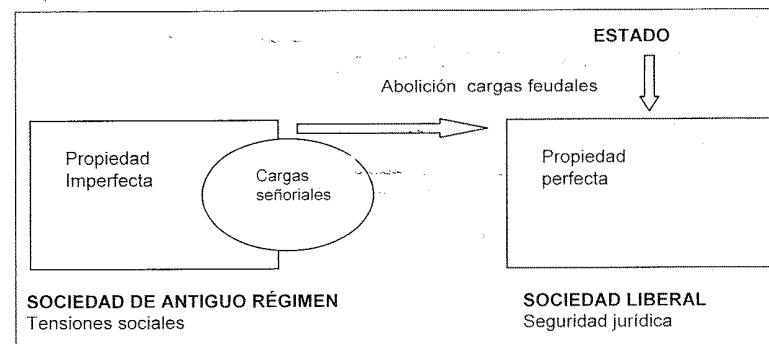 ESTADO
Abolición cargas feudales
Propiedad
Imperfecta
Cargas
señoriales
Propiedad
perfecta
SOCIEDAD DE ANTIGUO RÉGIMEN
Tensiones sociales
SOCIEDAD LIBERAL
Seguridad jurídica